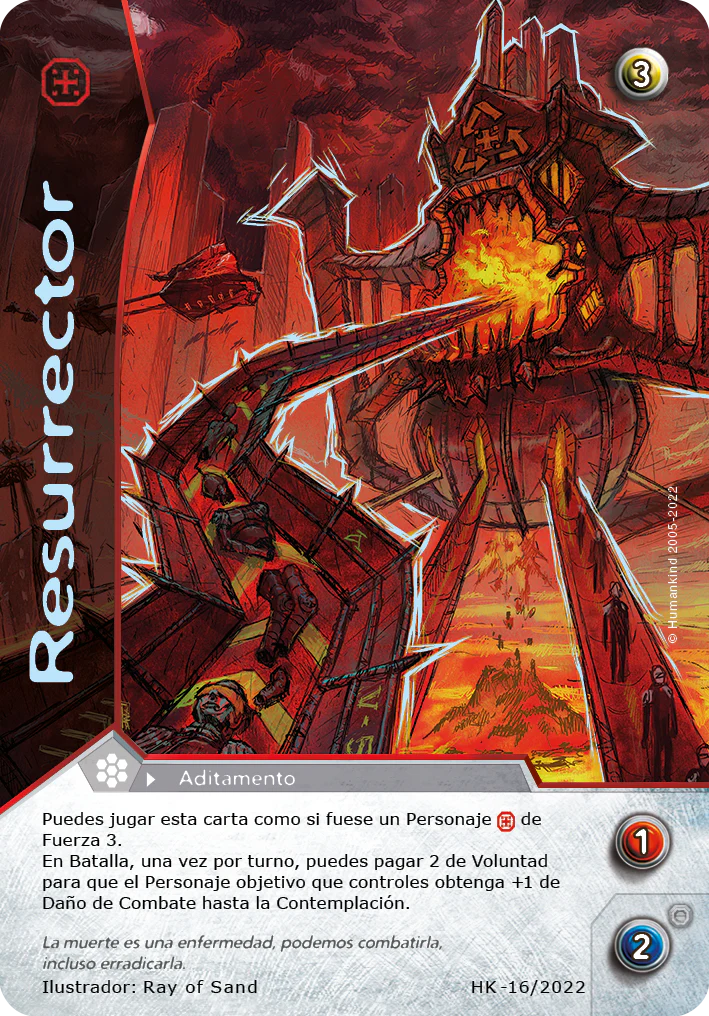 3
Resurrector
© Humankind 2005-2022
Aditamento
Puedes jugar esta carta como si fuese un Personaje de
Fuerza 3.
En Batalla, una vez por turno, puedes pagar 2 de Voluntad
para que el Personaje objetivo que controles obtenga +1 de
Daño de Combate hasta la Contemplación.
1
2
La muerte es una enfermedad, podemos combatirla,
incluso erradicarla.
Ilustrador: Ray of Sand
HK-16/2022